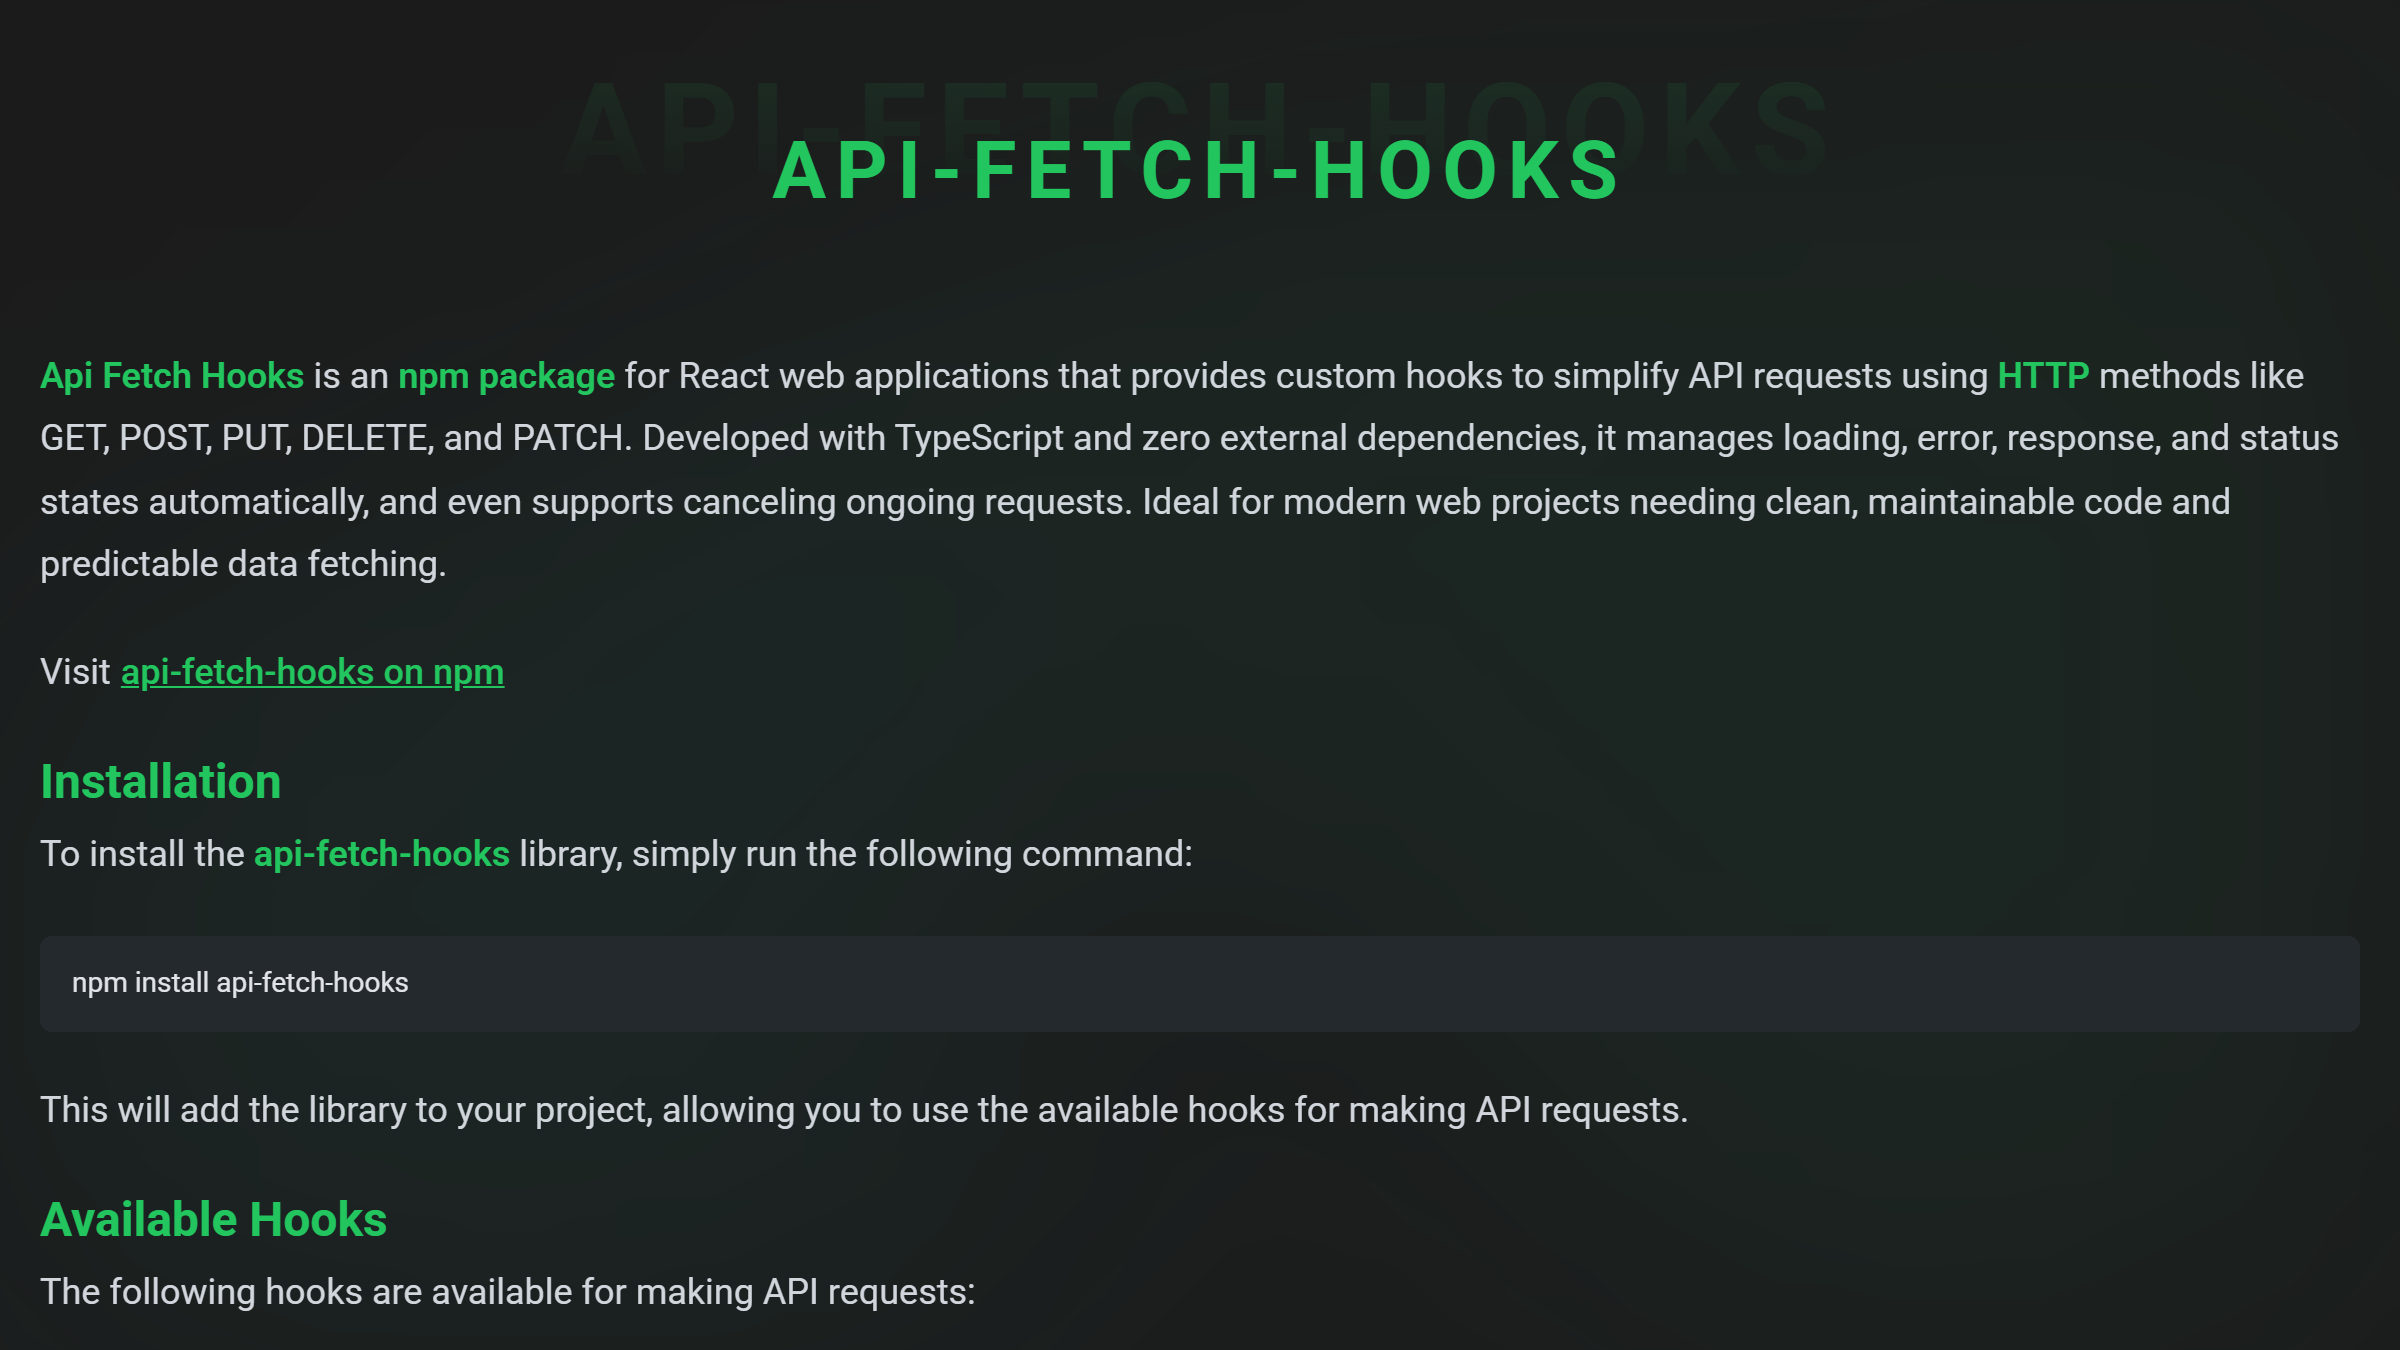 API-FETCH-HOOKS
API-FETCH-HOOKS
Api Fetch Hooks is an npm package for React web applications that provides custom hooks to simplify API requests using HTTP methods like
GET, POST, PUT, DELETE, and PATCH. Developed with TypeScript and zero external dependencies, it manages loading, error, response, and status
states automatically, and even supports canceling ongoing requests. Ideal for modern web projects needing clean, maintainable code and
predictable data fetching.
Visit api-fetch-hooks on npm
Installation
To install the api-fetch-hooks library, simply run the following command:
npm install api-fetch-hooks
This will add the library to your project, allowing you to use the available hooks for making API requests.
Available Hooks
The following hooks are available for making API requests: